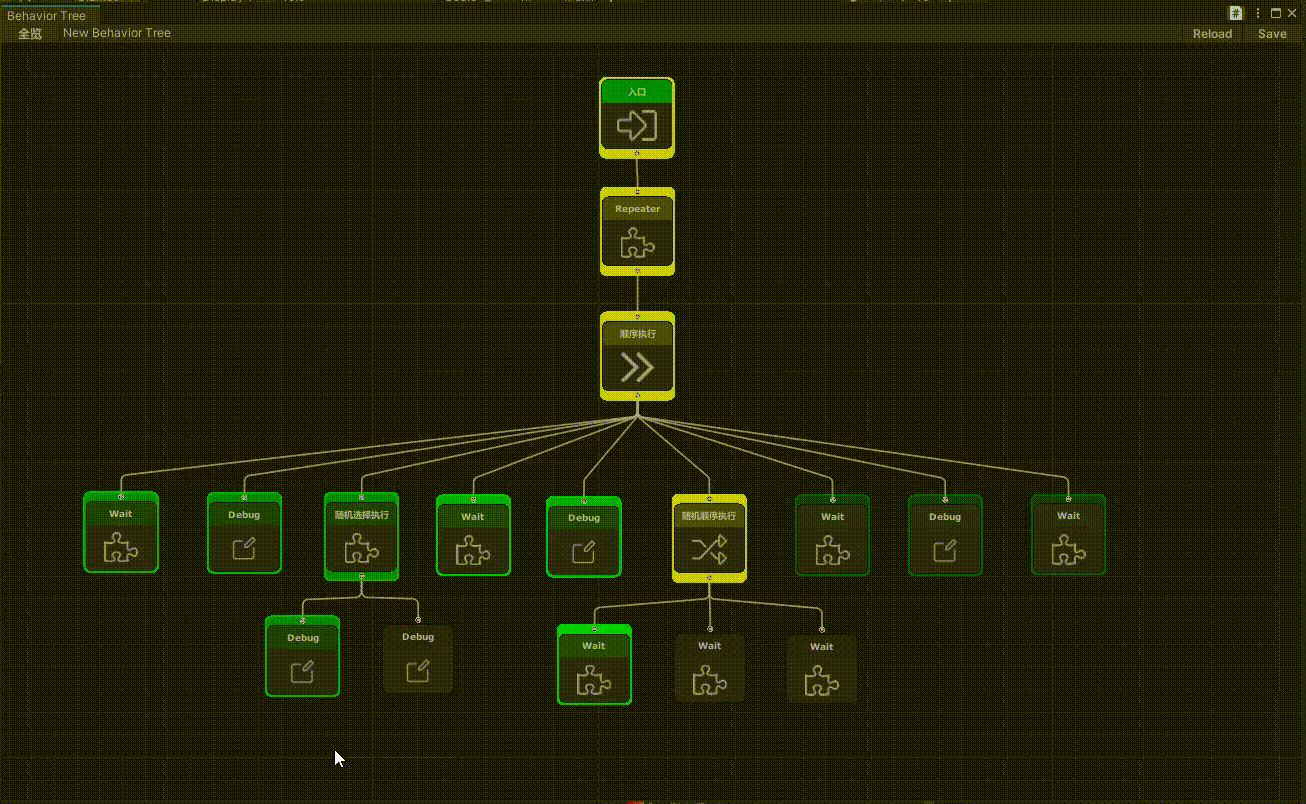 Behavior Tree
全览 New Behavior Tree Reload Save
入口
Repeater
顺序执行
Wait Debug 随机选择执行 Wait Debug 随机顺序执行 Wait Debug Wait
Debug Debug Wait Wait Wait